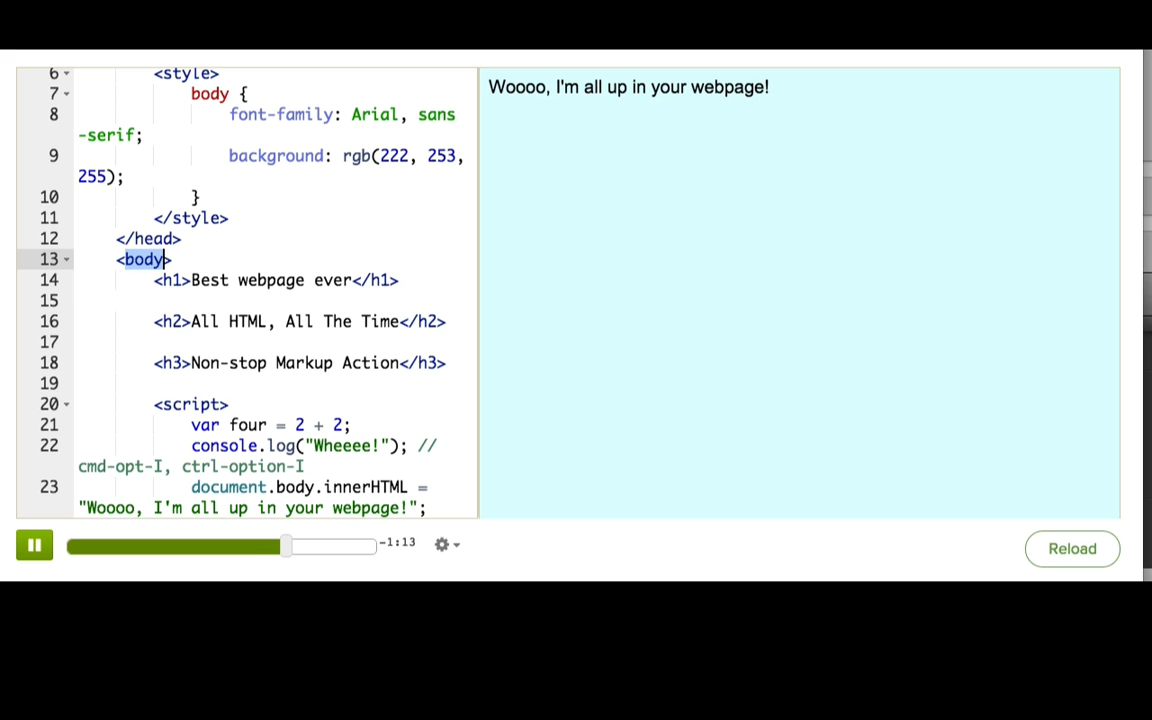 6 <style>
7 body {
8 font-family: Arial, sans
-serif;
9 background: rgb(222, 253,
255);
10 }
11 </style>
12 </head>
13 <body>
14 <h1>Best webpage ever</h1>
15
16 <h2>All HTML, All The Time</h2>
17
18 <h3>Non-stop Markup Action</h3>
19
20 <script>
21 var four = 2 + 2;
22 console.log("Wheeee!"); //
cmd-opt-I, ctrl-option-I
23 document.body.innerHTML =
"Woooo, I'm all up in your webpage!";
Woooo, I'm all up in your webpage!
-1:13
Reload